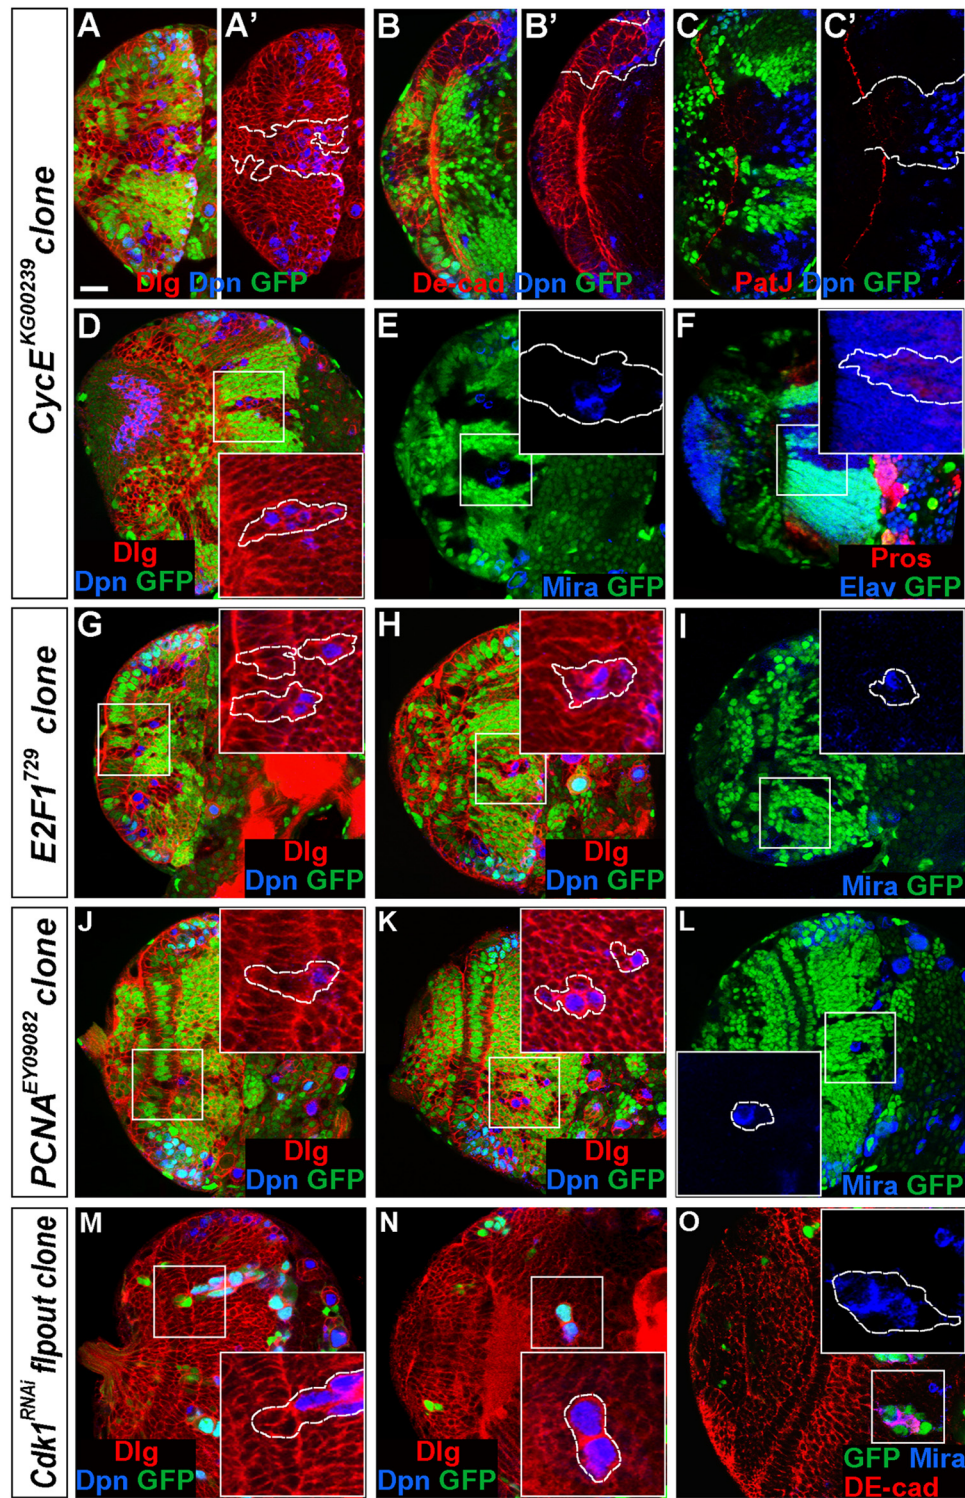 CycE^KG00239 clone
A
A'
B
B'
C
C'
Dlg Dpn GFP
De-cad Dpn GFP
PatJ Dpn GFP
D
E
F
Dlg
Dpn GFP
Mira GFP
Pros
Elav GFP
E2F1^729 clone
G
H
I
Dlg
Dpn GFP
Dlg
Dpn GFP
Mira GFP
PCNA^EY09082 clone
J
K
L
Dlg
Dpn GFP
Dlg
Dpn GFP
Mira GFP
Cdk1^RNAi flpout clone
M
N
O
Dlg
Dpn GFP
Dlg
Dpn GFP
GFP Mira
DE-cad